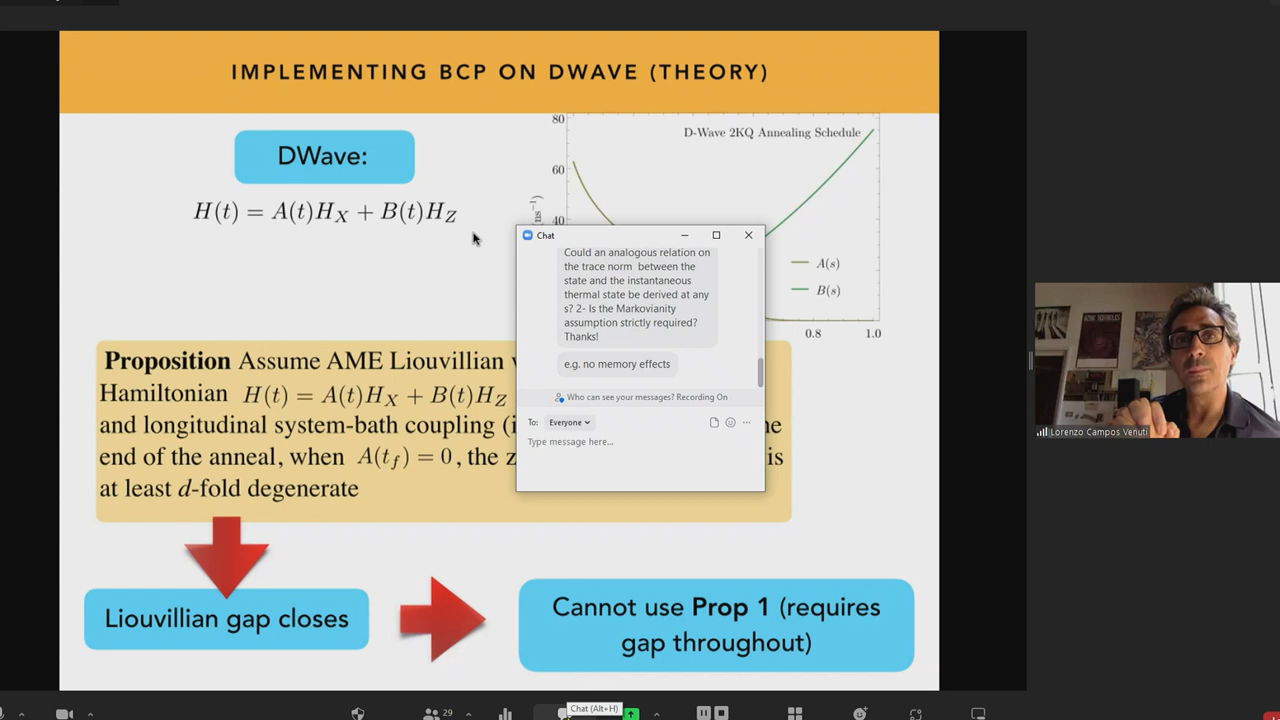 IMPLEMENTING BCP ON DWAVE (THEORY)
DWave:
H(t) = A(t)H_X + B(t)H_Z
80
60
40
D-Wave 2KQ Annealing Schedule
A(s)
B(s)
0.8
1.0
Chat
Could an analogous relation on
the trace norm between the
state and the instantaneous
thermal state be derived at any
s? 2- Is the Markovianity
assumption strictly required?
Thanks!
e.g. no memory effects
Who can see your messages? Recording On
To: Everyone
Type message here...
Proposition Assume AME Liouvillian
Hamiltonian H(t) = A(t)H_X + B(t)H_Z
and longitudinal system-bath coupling
end of the anneal, when A(t_f) = 0, the is
at least d-fold degenerate
Liouvillian gap closes
Cannot use Prop 1 (requires
gap throughout)
Lorenzo Campos Venuti
29
Chat (Alt+H)